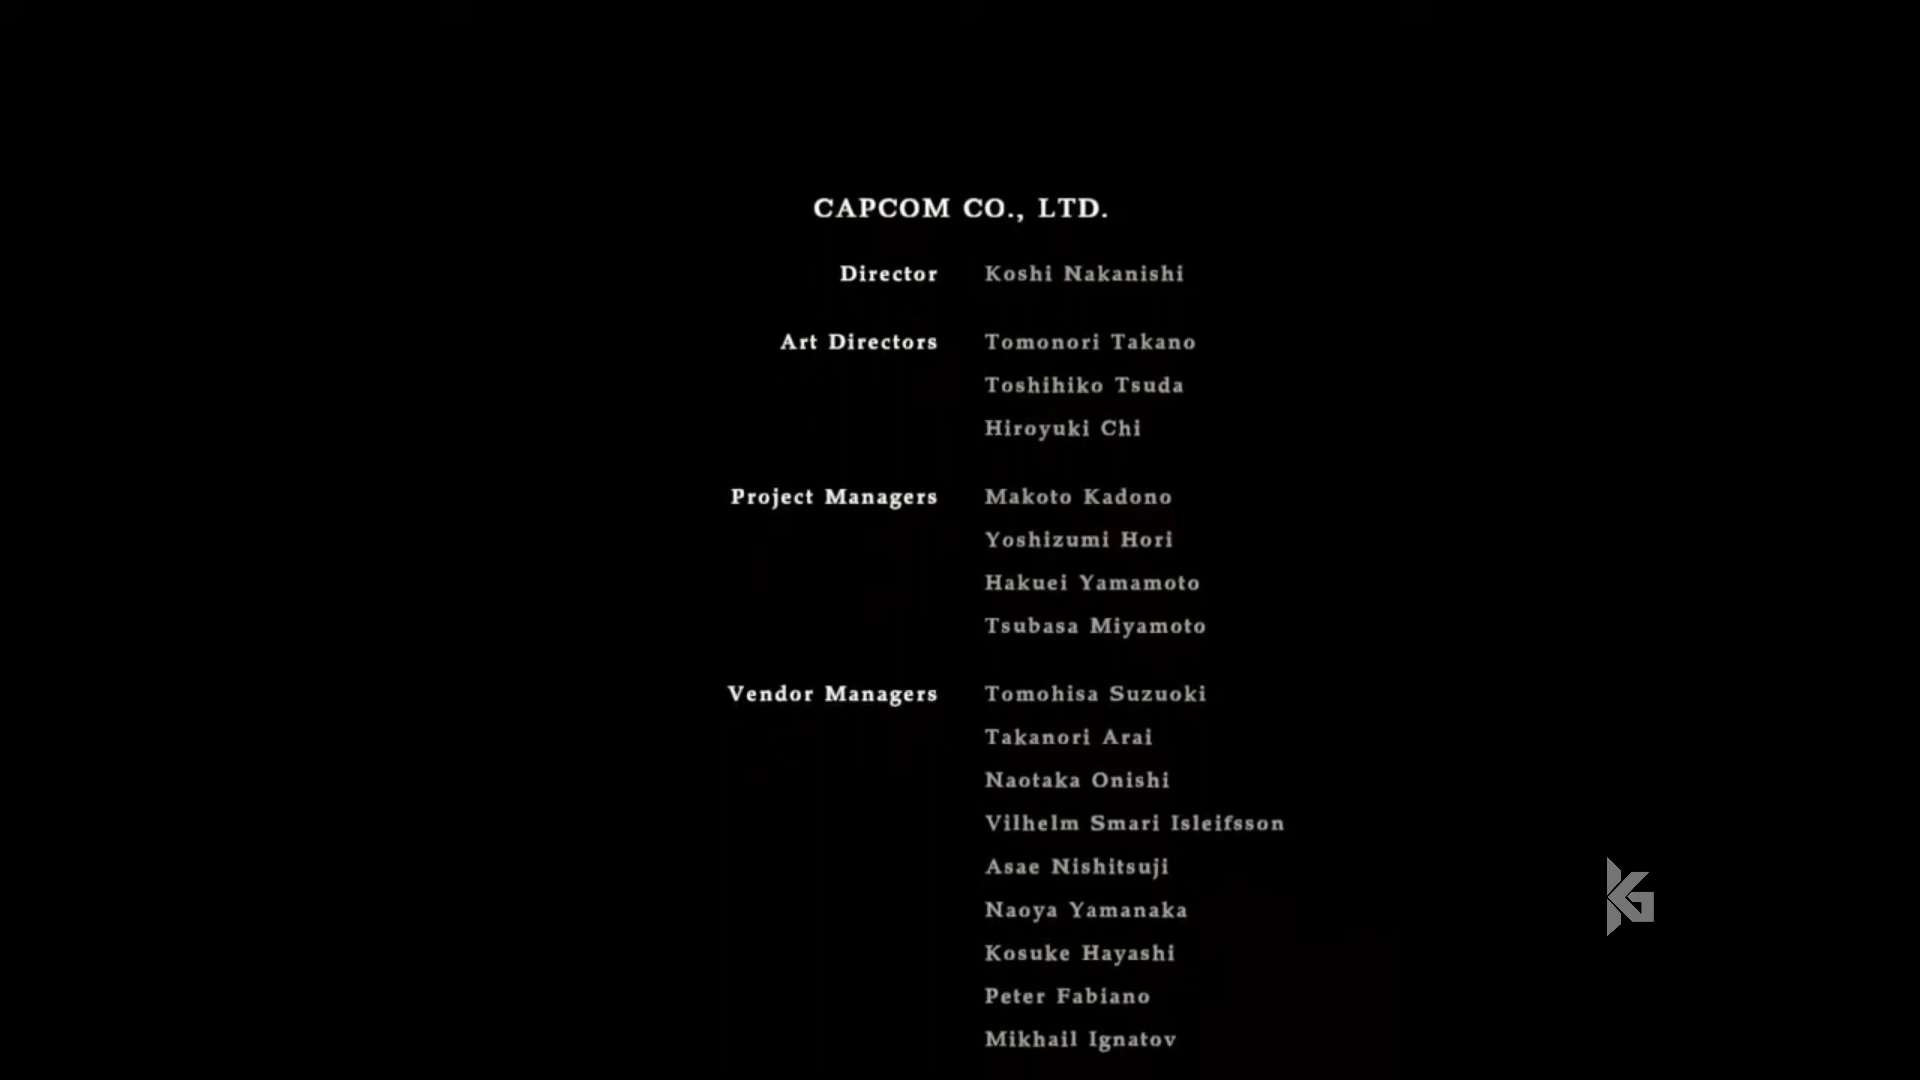 CAPCOM CO., LTD.
Director Koshi Nakanishi
Art Directors Tomonori Takano
Toshihiko Tsuda
Hiroyuki Chi
Project Managers Makoto Kadono
Yoshizumi Hori
Hakuei Yamamoto
Tsubasa Miyamoto
Vendor Managers Tomohisa Suzuoki
Takanori Arai
Naotaka Onishi
Vilhelm Smari Isleifsson
Asae Nishitsuji
Naoya Yamanaka
Kosuke Hayashi
Peter Fabiano
Mikhail Ignatov
KG